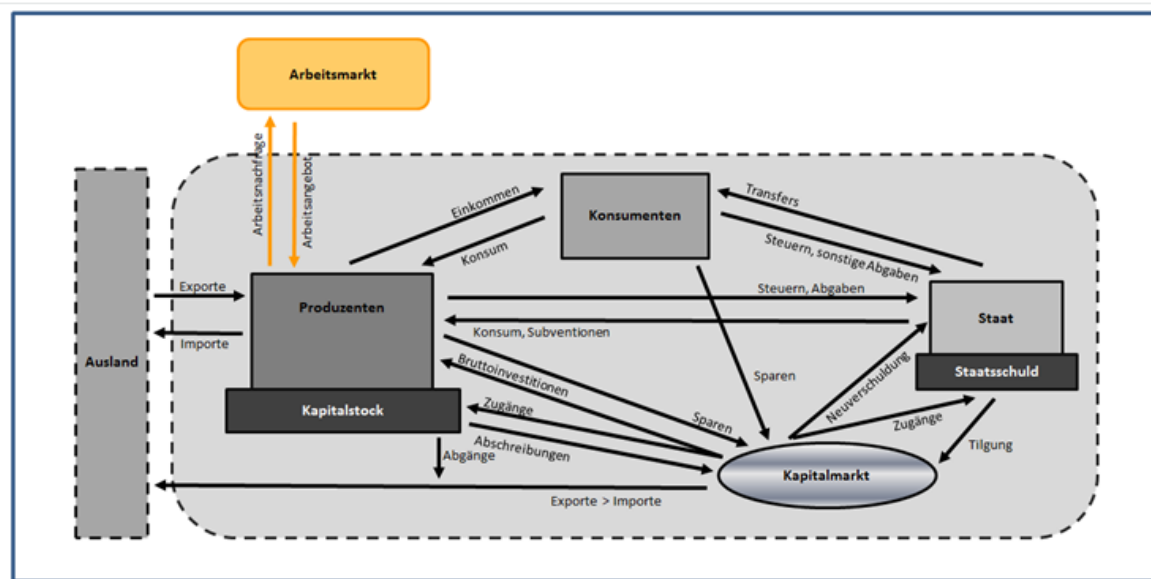 Arbeitsmarkt
Arbeitsnachfrage
Arbeitsangebot
Einkommen
Konsumenten
Transfers
Konsum
Steuern, sonstige Abgaben
Exporte
Produzenten
Steuern, Abgaben
Staat
Importe
Konsum, Subventionen
Ausland
Bruttoinvestitionen
Sparen
Neuverschuldung
Staatsschuld
Kapitalstock
Zugänge
Sparen
Zugänge
Abschreibungen
Abgänge
Tilgung
Kapitalmarkt
Exporte > Importe